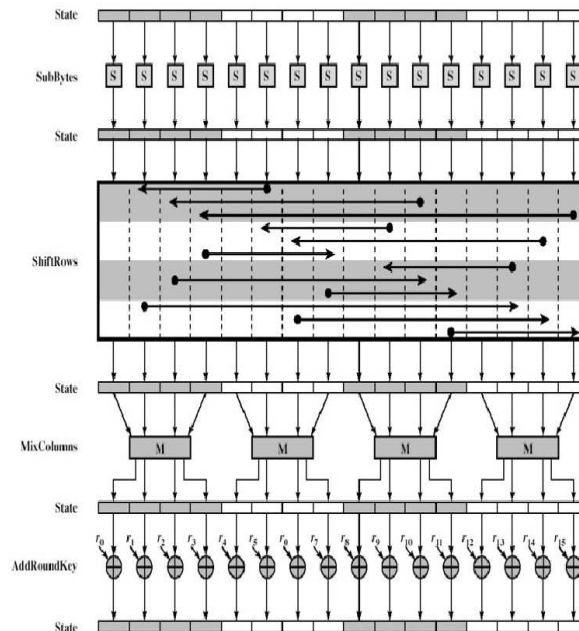 State
SubBytes S S S S S S S S S S S S S S S S
State
ShiftRows
State
MixColumns M M M M
State
r0 r1 r2 r3 r4 r5 r6 r7 r8 r9 r10 r11 r12 r13 r14 r15
AddRoundKey
State